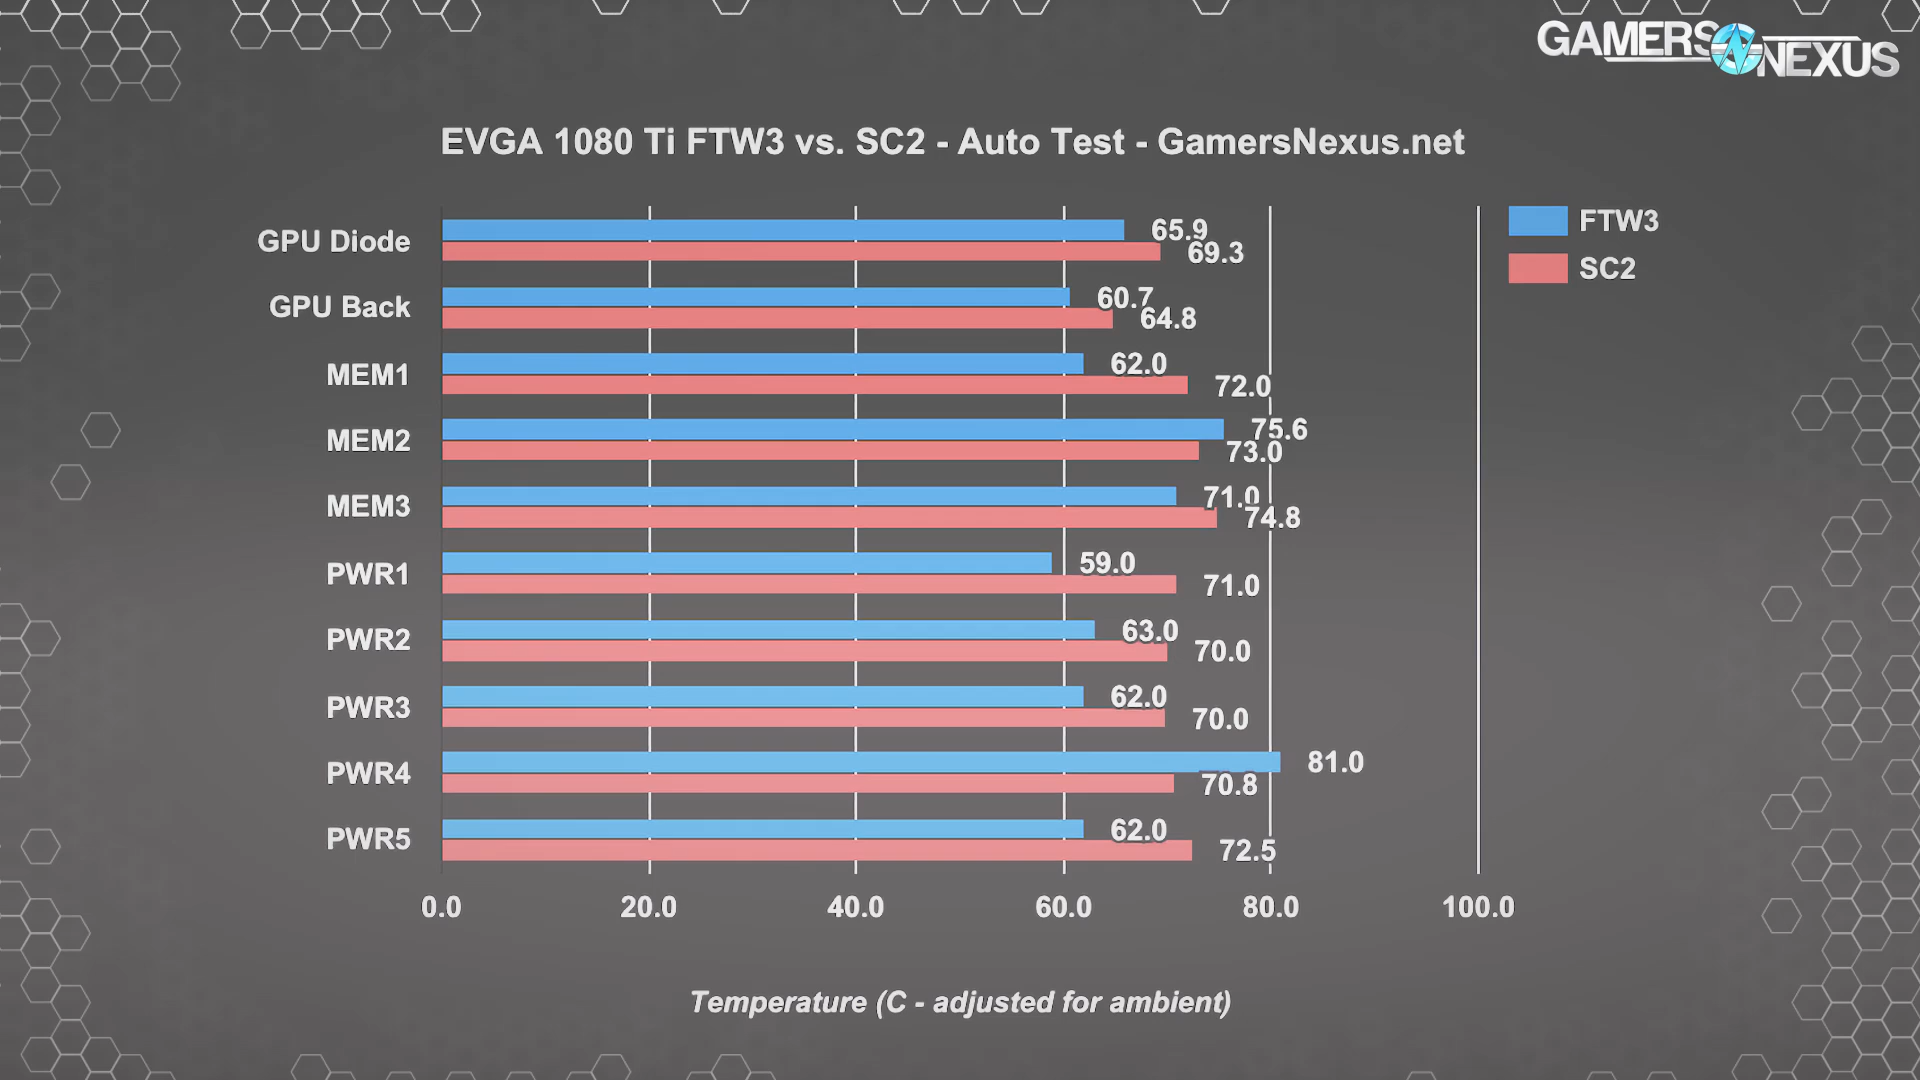 GAMERS NEXUS
EVGA 1080 Ti FTW3 vs. SC2 - Auto Test - GamersNexus.net
FTW3
SC2
GPU Diode 65.9
69.3
GPU Back 60.7
64.8
MEM1 62.0
72.0
MEM2 75.6
73.0
MEM3 71.0
74.8
PWR1 59.0
71.0
PWR2 63.0
70.0
PWR3 62.0
70.0
PWR4 81.0
70.8
PWR5 62.0
72.5
0.0 20.0 40.0 60.0 80.0 100.0
Temperature (C - adjusted for ambient)